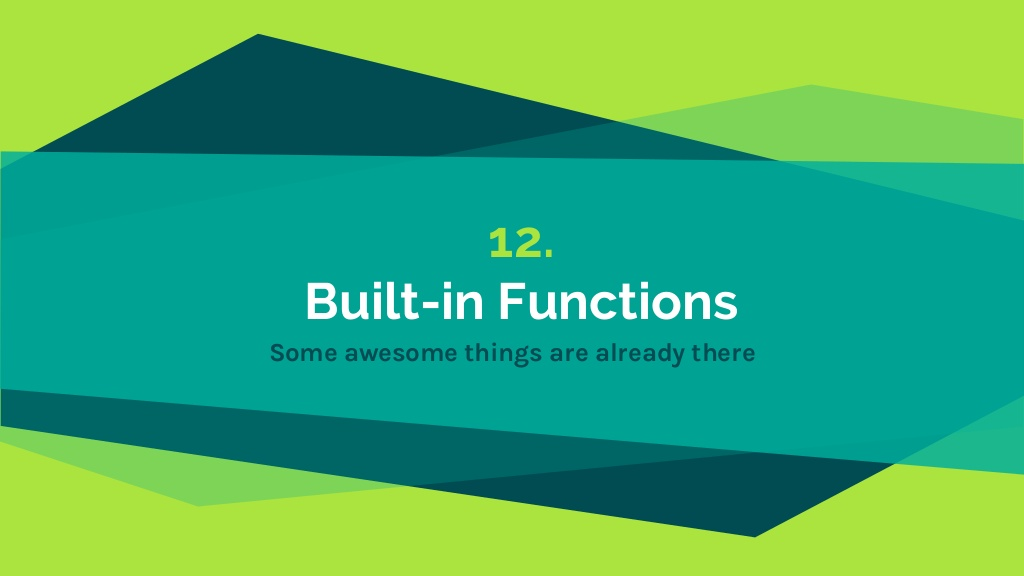 12.
Built-in Functions
Some awesome things are already there